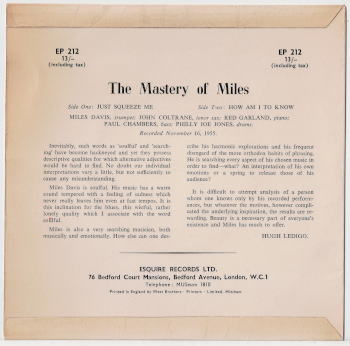 EP 212
13/-
(including tax)
EP 212
13/-
(including tax)
The Mastery of Miles
Side One: JUST SQUEEZE ME
Side Two: HOW AM I TO KNOW
MILES DAVIS, trumpet; JOHN COLTRANE, tenor sax; RED GARLAND, piano;
PAUL CHAMBERS, bass; PHILLY JOE JONES, drums.
Recorded November 16, 1955.
Inevitably, such words as 'soulful' and 'search-
ing' have become hackneyed and yet they possess
descriptive qualities for which alternative adjectives
would be hard to find. No doubt our individual
interpretations vary a little, but not sufficiently to
cause any misunderstanding.
Miles Davis is soulful. His music has a warm
sound tempered with a feeling of sadness which
never really leaves him even at fast tempos. It is
this inclination for the blues, this wistful, rather
lonely quality which I associate with the word
soulful.
Miles is also a very searching musician, both
musically and emotionally. How else can one des-
cribe his harmonic explorations and his frequent
disregard of the more orthodox habits of phrasing.
He is searching every aspect of his chosen music in
order to find—what? An interpretation of his own
emotions or a spring to release those of his
audience?
It is difficult to attempt analysis of a person
whom one knows only by his recorded perform-
ances, but whatever the motives, however compli-
cated the underlying inspiration, the results are re-
warding. Beauty is a necessary part of everyone's
existence and Miles has much to offer.
HUGH LEDIGO.
ESQUIRE RECORDS LTD.
76 Bedford Court Mansions, Bedford Avenue, London, W.C.1
Telephone: MUSeum 1810
Printed in England by West Brothers - Printers - Limited, Mitcham